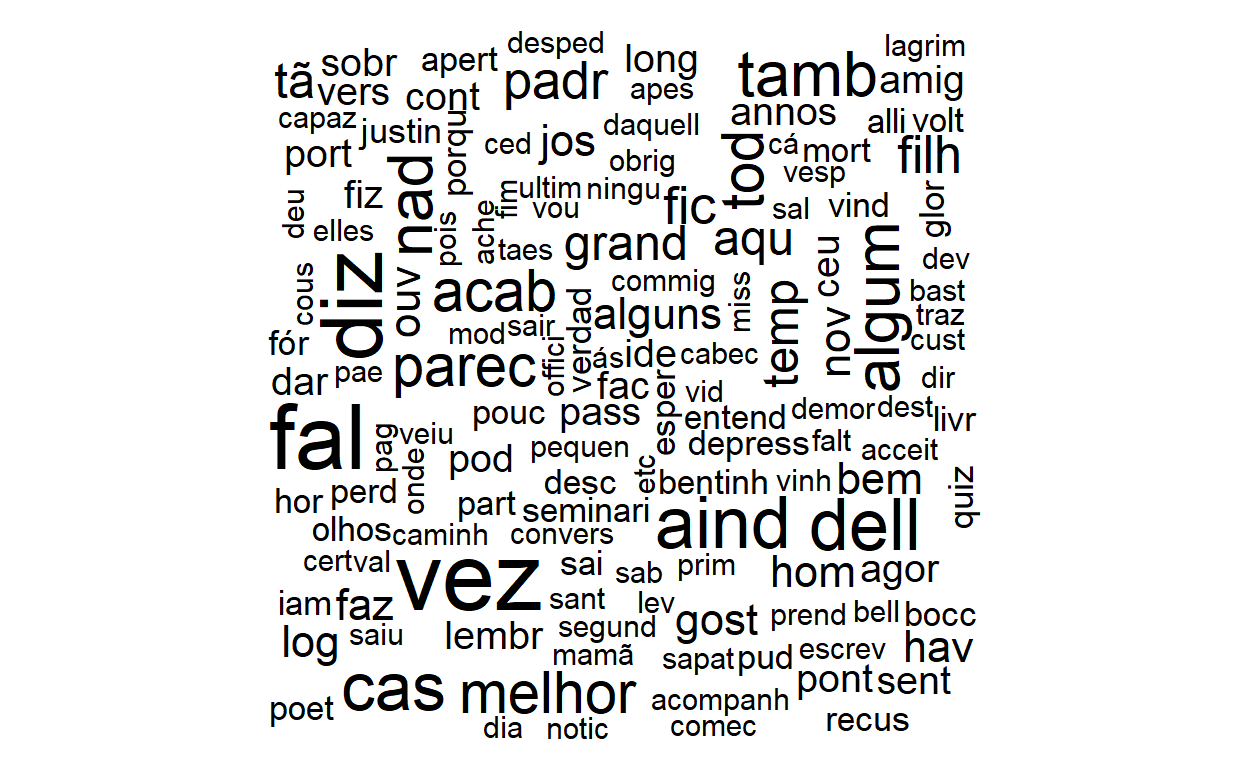 desped lagrim
tã sobr apert padr long tamb amig
vers cont apes annos
capaz justin porqu ced jos daquell tod cá alli volt
port nad obrig mort filh
deu fiz fim ultim ningu vesp
elles pois ache vou fic sal vind glor
taes grand aqu
cous diz ouv acab commig miss temp ceu algum dev
mod sair verdad alguns nov bast
fór traz
dar pae parec offici ás ide cabec cust
fac vid dir
fal pouc pass esper entend demor dest livr
pag veiu pod pequen depress falt acceit
onde desc etc bentinh vinh bem quiz
hor perd part seminari aind dell
olhos caminh convers
cert val vez sai sab prim hom agor
iam faz sant lev gost prend bell bocc
log saiu lembr segund escrev hav
mamã sapat pud
poet cas melhor acompanh pont sent
dia notic comec recus